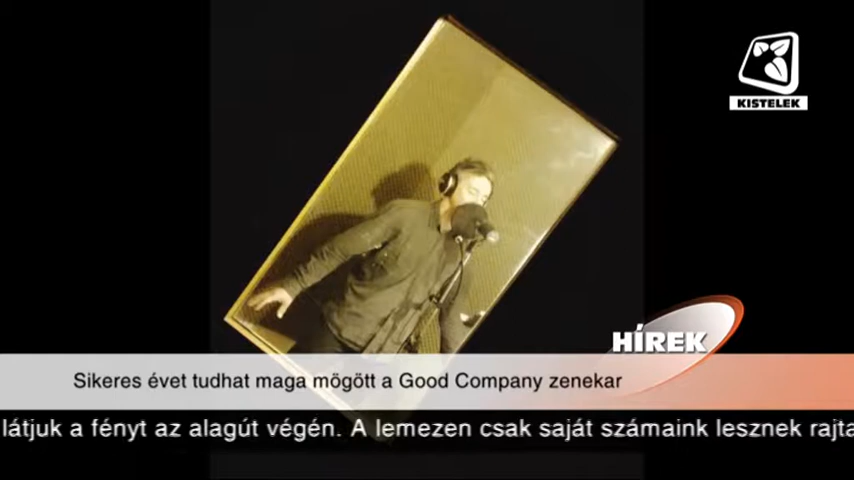 KISTELEK
HÍREK
Sikeres évet tudhat maga mögött a Good Company zenekar
látjuk a fényt az alagút végén. A lemezen csak saját számaink lesznek rajta